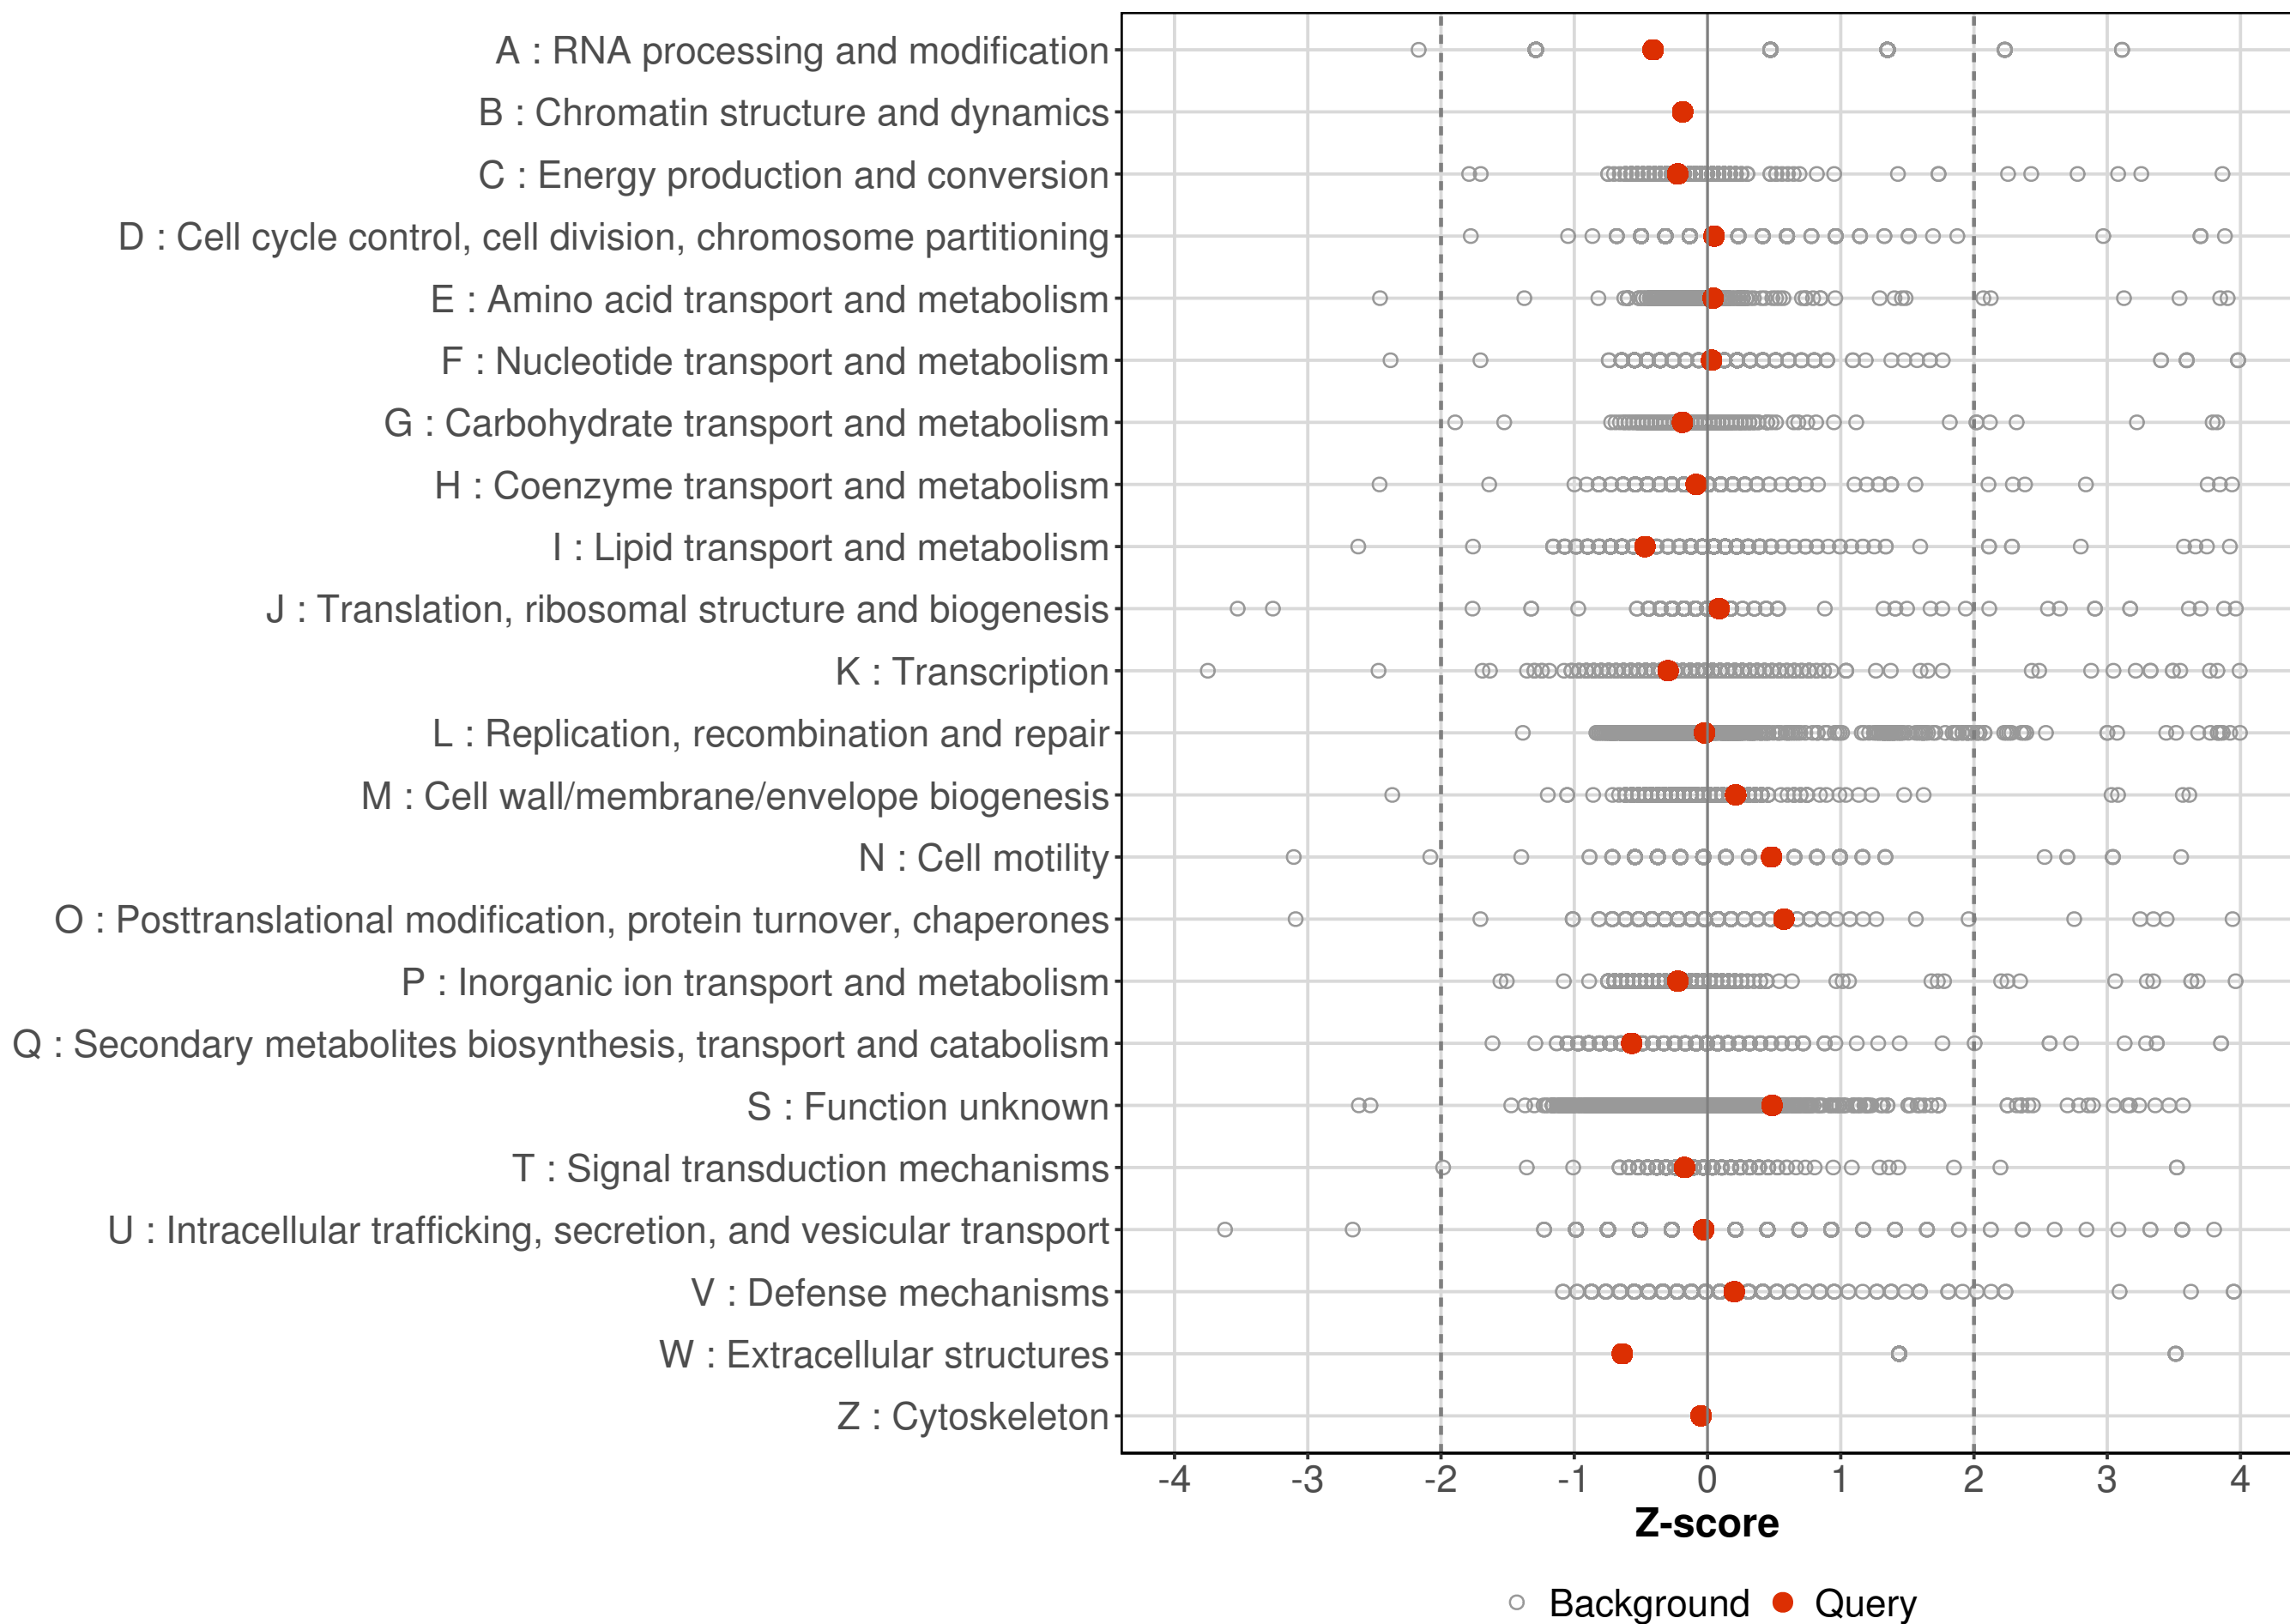 A : RNA processing and modification
B : Chromatin structure and dynamics
C : Energy production and conversion
D : Cell cycle control, cell division, chromosome partitioning
E : Amino acid transport and metabolism
F : Nucleotide transport and metabolism
G : Carbohydrate transport and metabolism
H : Coenzyme transport and metabolism
I : Lipid transport and metabolism
J : Translation, ribosomal structure and biogenesis
K : Transcription
L : Replication, recombination and repair
M : Cell wall/membrane/envelope biogenesis
N : Cell motility
O : Posttranslational modification, protein turnover, chaperones
P : Inorganic ion transport and metabolism
Q : Secondary metabolites biosynthesis, transport and catabolism
S : Function unknown
T : Signal transduction mechanisms
U : Intracellular trafficking, secretion, and vesicular transport
V : Defense mechanisms
W : Extracellular structures
Z : Cytoskeleton
-4 -3 -2 -1 0 1 2 3 4
Z-score
Background Query